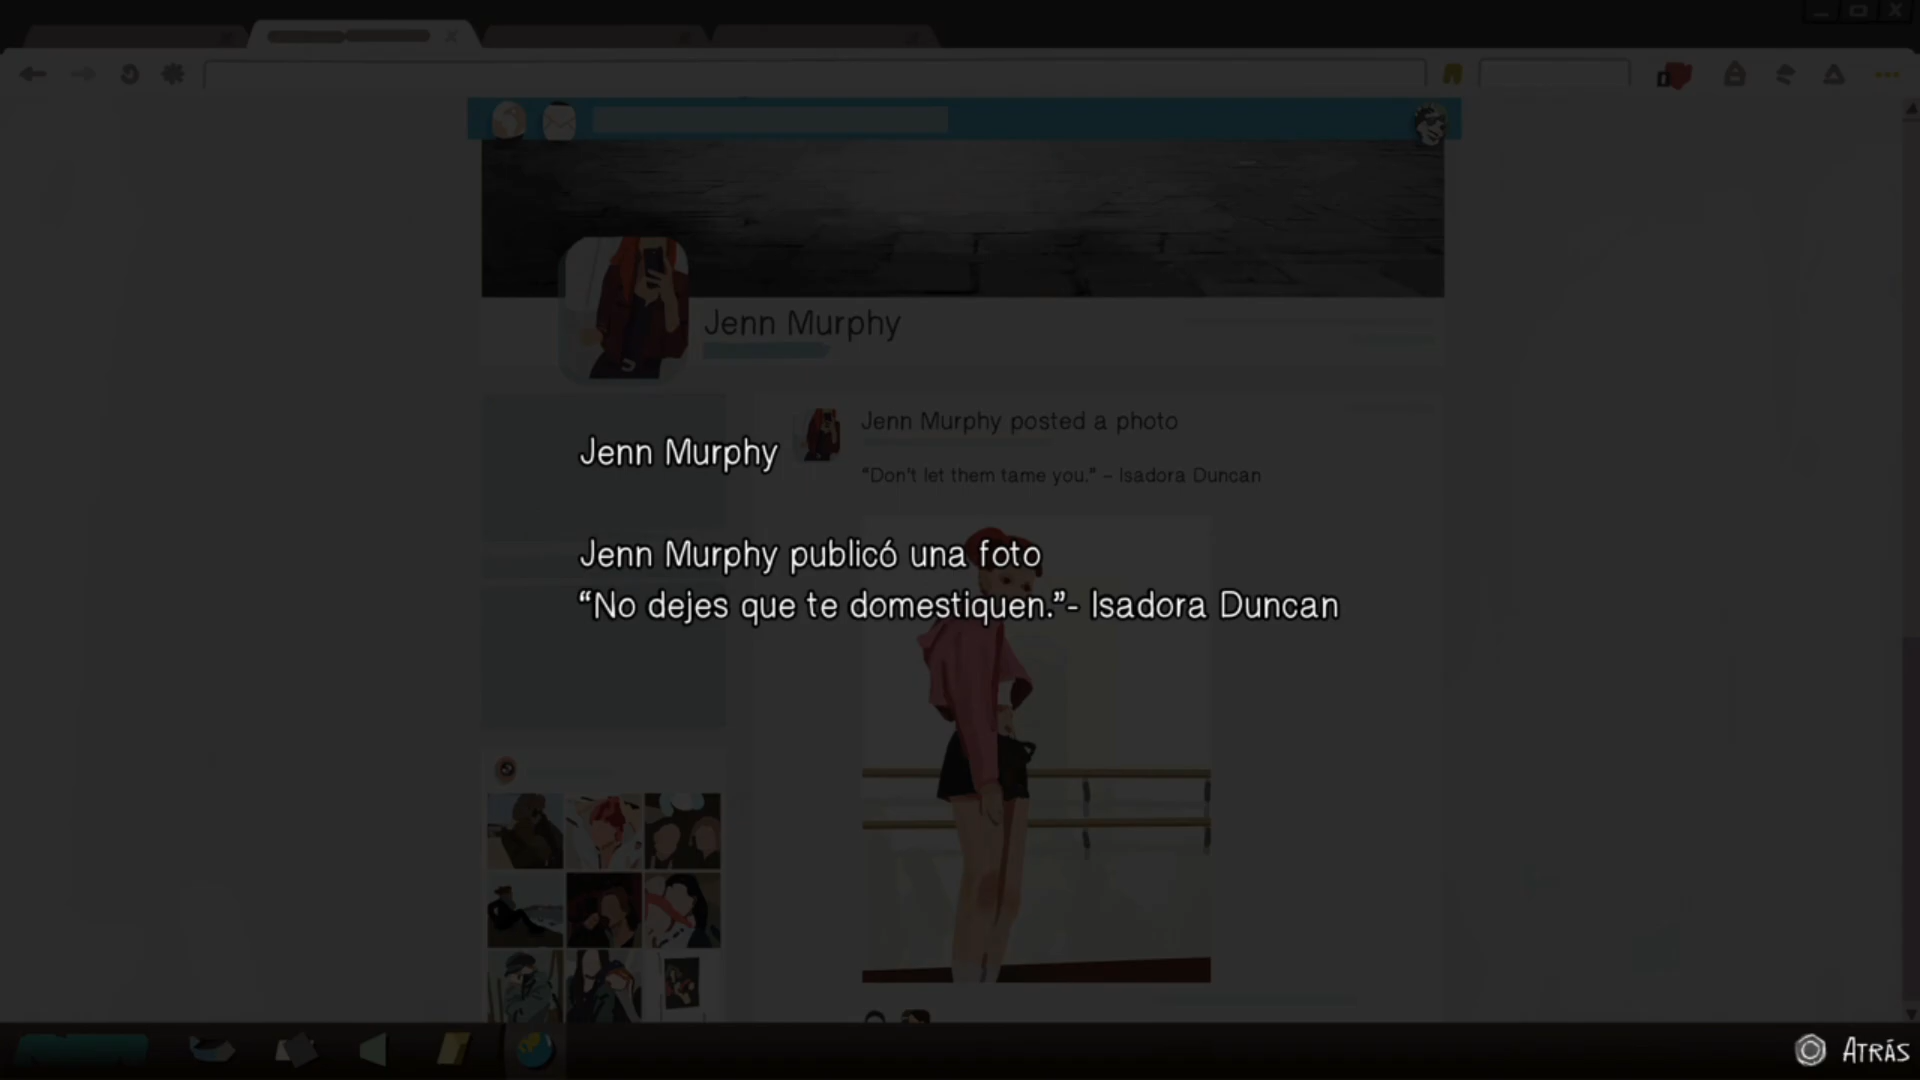 Jenn Murphy
Jenn Murphy posted a photo
“Don’t let them tame you.” – Isadora Duncan
Jenn Murphy
Jenn Murphy publicó una foto
“No dejes que te domestiquen.”- Isadora Duncan
Atrás